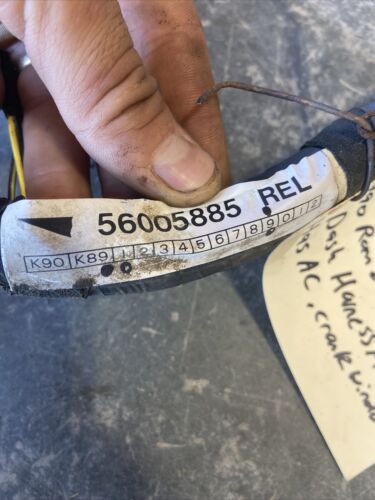 56005885 REL
K90 K89 1 2 3 4 5 6 7 8 9 0 1 2
Ram
Dash Harness
AC, crank